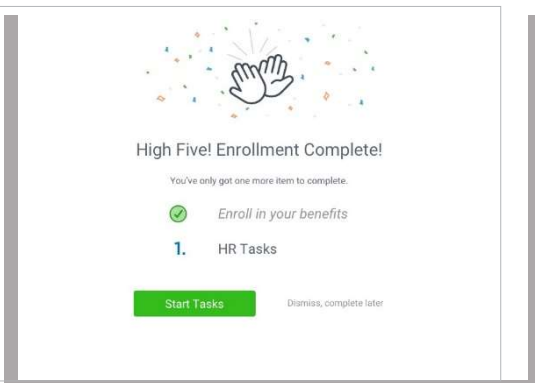 High Five! Enrollment Complete!
You've only got one more item to complete.
Enroll in your benefits
1. HR Tasks
Start Tasks Dismiss, complete later